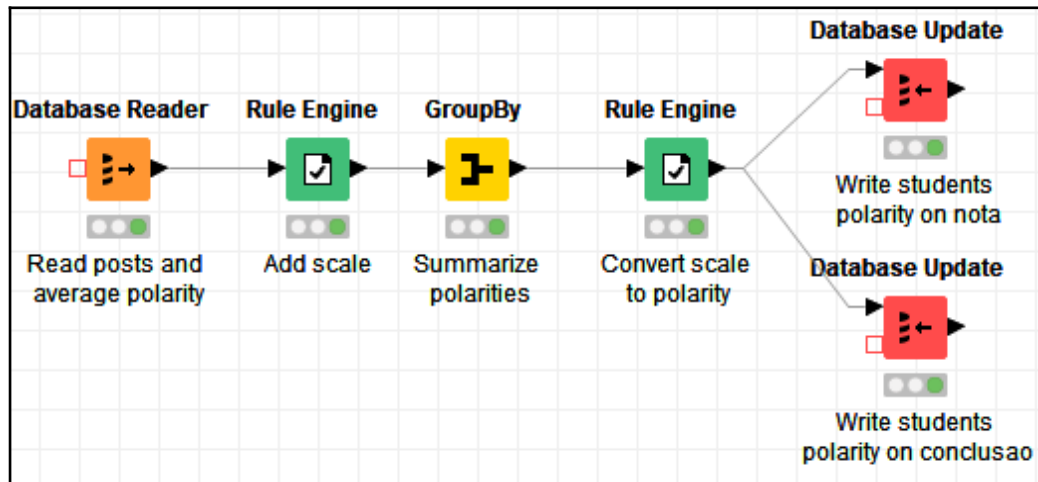 Database Update
Database Reader
Rule Engine
GroupBy
Rule Engine
Write students
polarity on nota
Read posts and
average polarity
Add scale
Summarize
polarities
Convert scale
to polarity
Database Update
Write students
polarity on conclusao